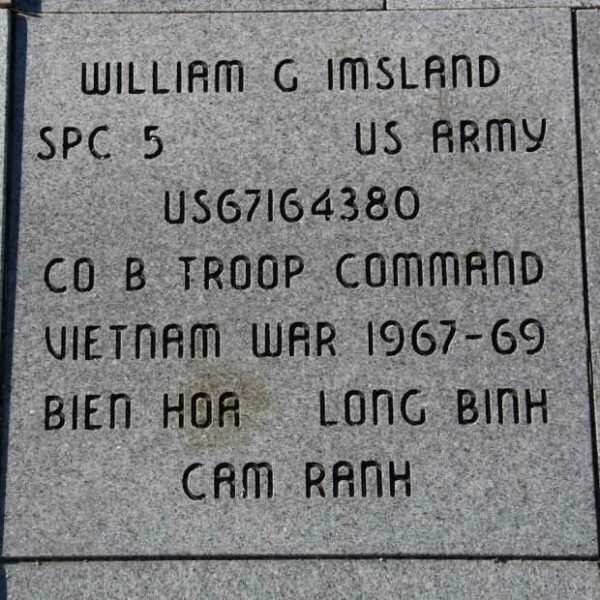 WILLIAM G IMSLAND
SPC 5 US ARMY
US67164380
CO B TROOP COMMAND
VIETNAM WAR 1967-69
BIEN HOA LONG BINH
CAM RANH